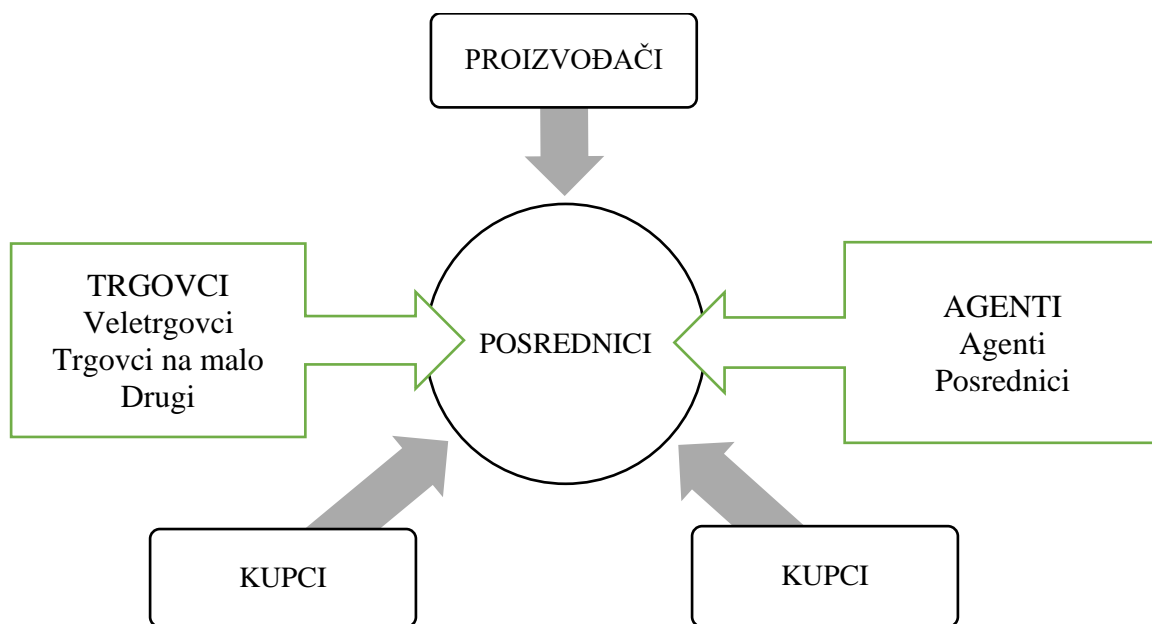 PROIZVOĐAČI
TRGOVCI
Veletrgovci
Trgovci na malo
Drugi
POSREDNICI
AGENTI
Agenti
Posrednici
KUPCI
KUPCI